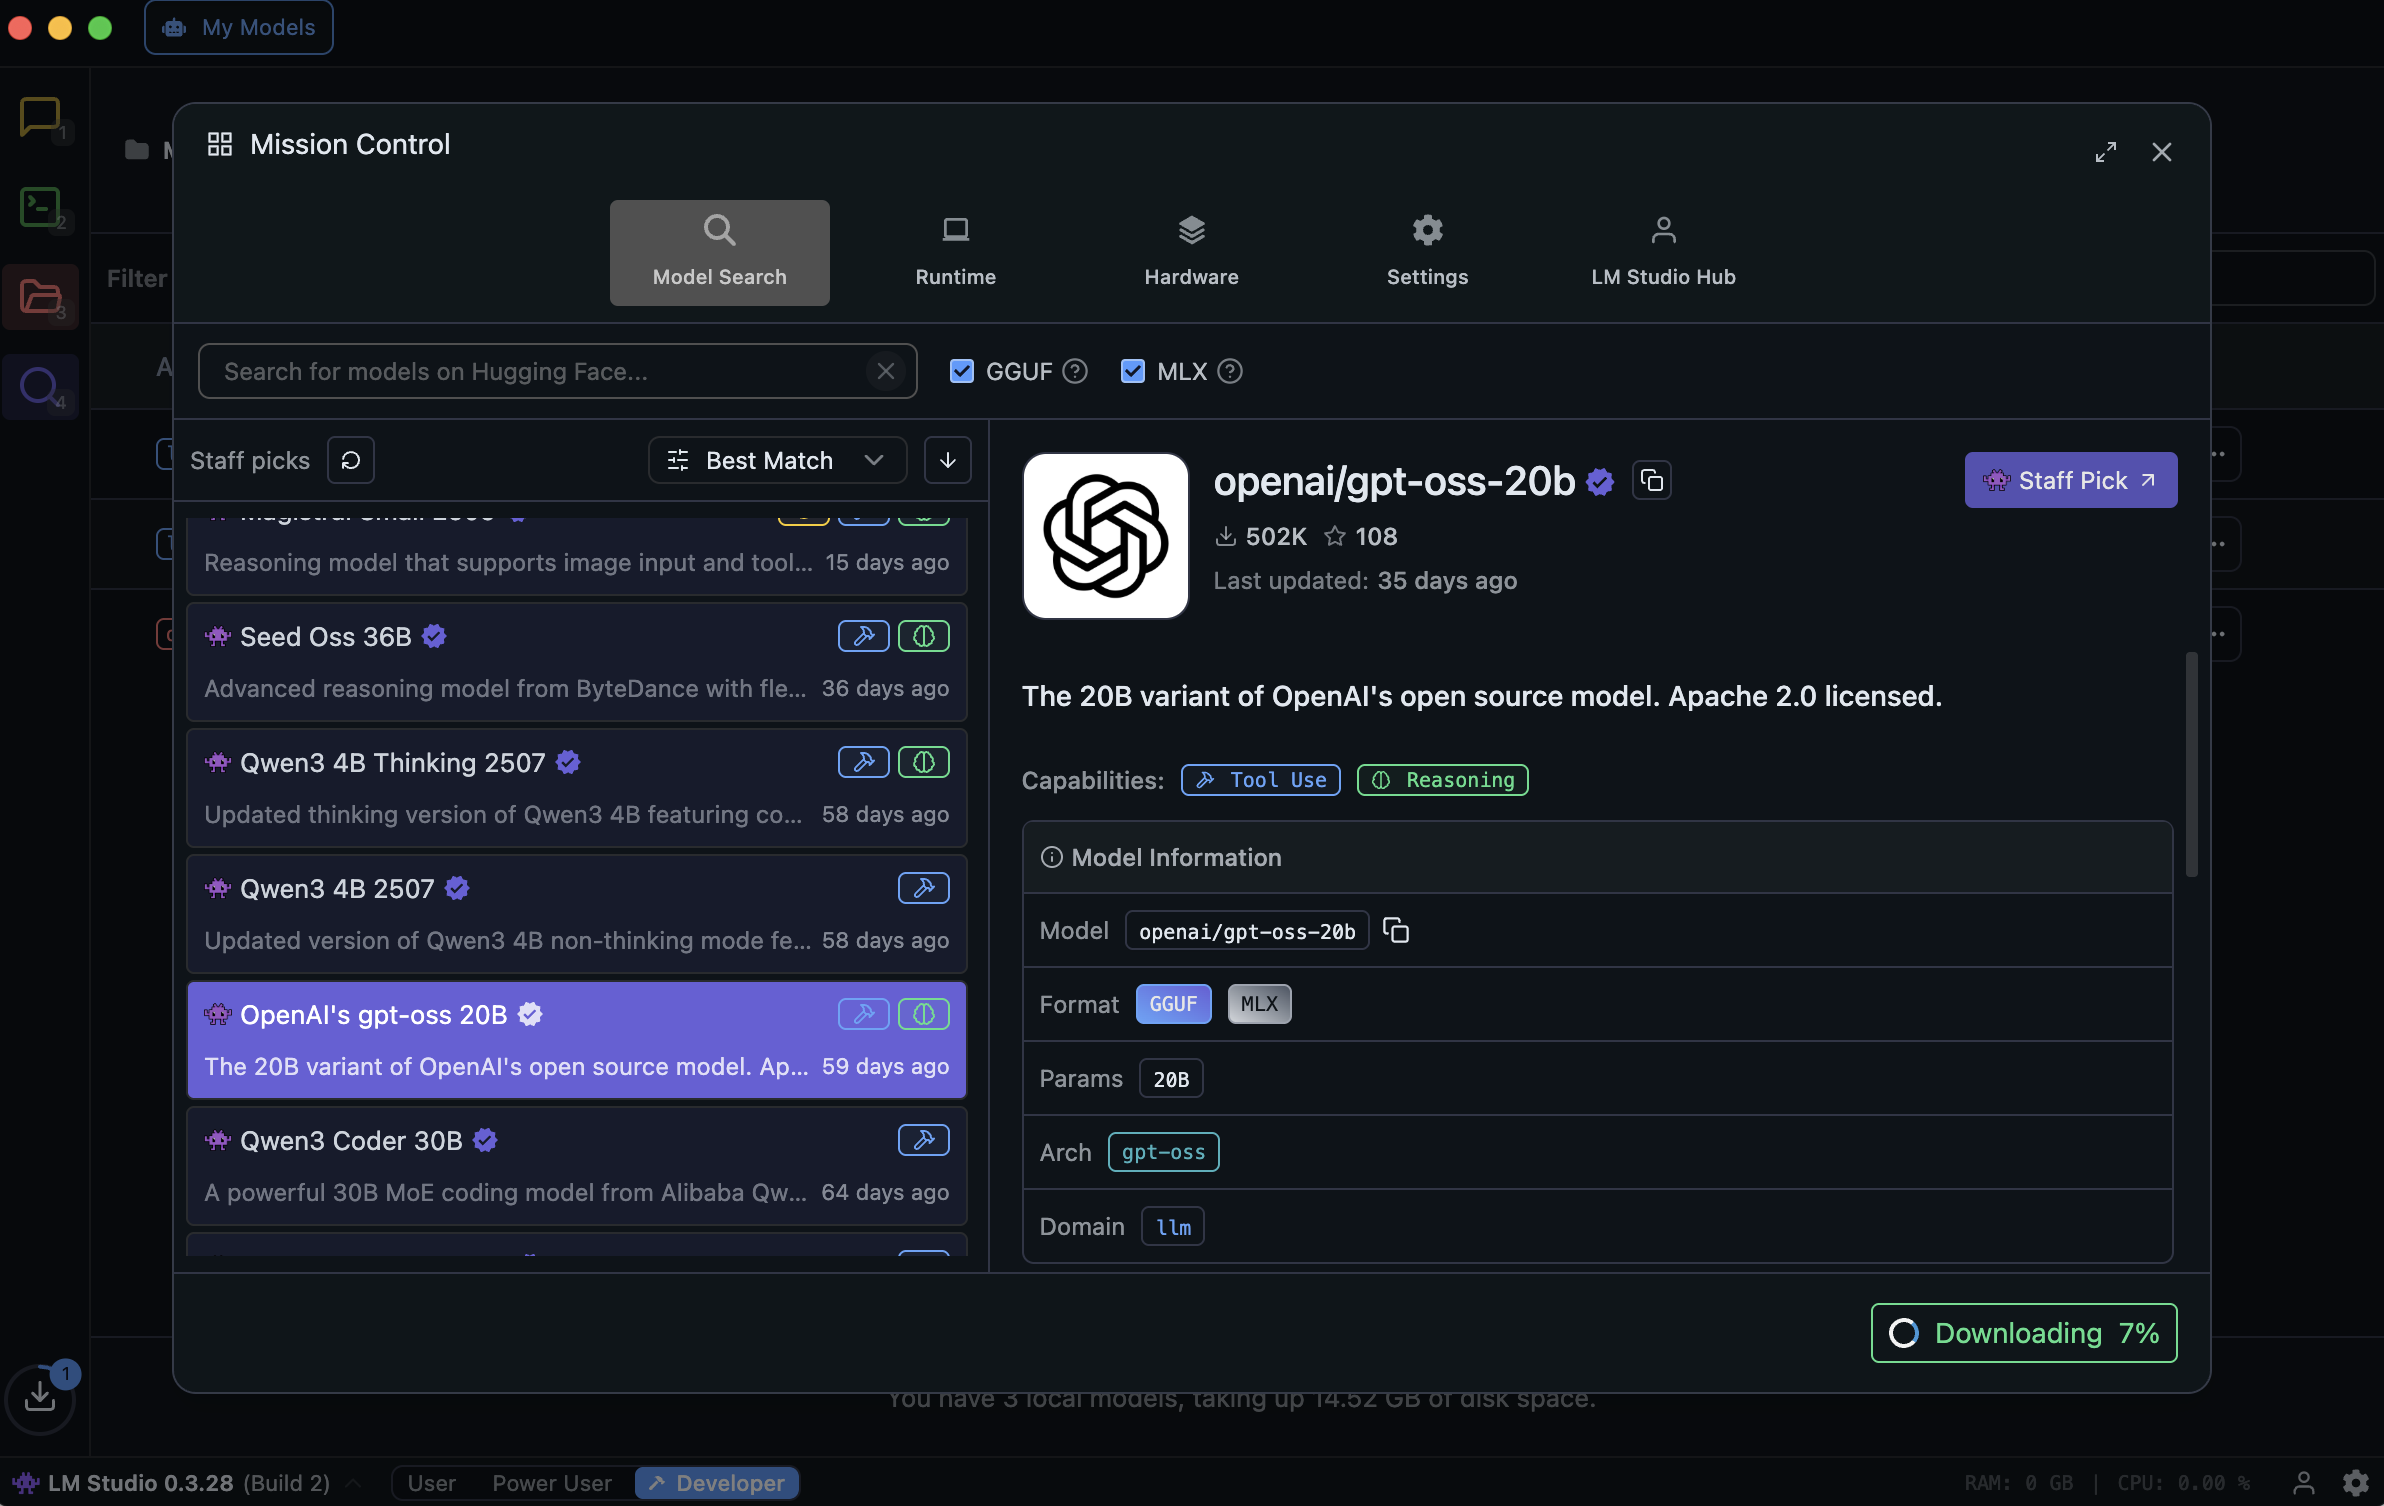 My Models
1
2
3
4
Filter
Mission Control
Model Search
Runtime
Hardware
Settings
LM Studio Hub
Search for models on Hugging Face...
GGUF
MLX
Staff picks
Best Match
Reasoning model that supports image input and tool... 15 days ago
Seed Oss 36B
Advanced reasoning model from ByteDance with fle... 36 days ago
Qwen3 4B Thinking 2507
Updated thinking version of Qwen3 4B featuring co... 58 days ago
Qwen3 4B 2507
Updated version of Qwen3 4B non-thinking mode fe... 58 days ago
OpenAI's gpt-oss 20B
The 20B variant of OpenAI's open source model. Ap... 59 days ago
Qwen3 Coder 30B
A powerful 30B MoE coding model from Alibaba Qw... 64 days ago
openai/gpt-oss-20b
Staff Pick
502K 108
Last updated: 35 days ago
The 20B variant of OpenAI's open source model. Apache 2.0 licensed.
Capabilities: Tool Use Reasoning
Model Information
Model openai/gpt-oss-20b
Format GGUF MLX
Params 20B
Arch gpt-oss
Domain llm
Downloading 7%
1
You have 3 local models, taking up 14.52 GB of disk space.
LM Studio 0.3.28 (Build 2)
User Power User Developer
RAM: 0 GB | CPU: 0.00 %